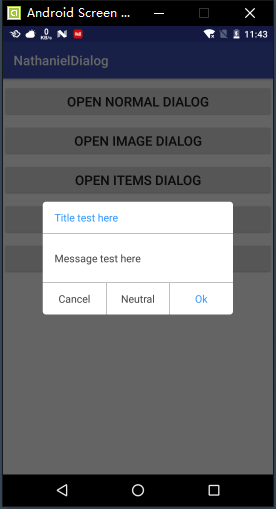 Android Screen ...
0
KB/s
11:43
NathanielDialog
OPEN NORMAL DIALOG
OPEN IMAGE DIALOG
OPEN ITEMS DIALOG
Title test here
Message test here
Cancel
Neutral
Ok